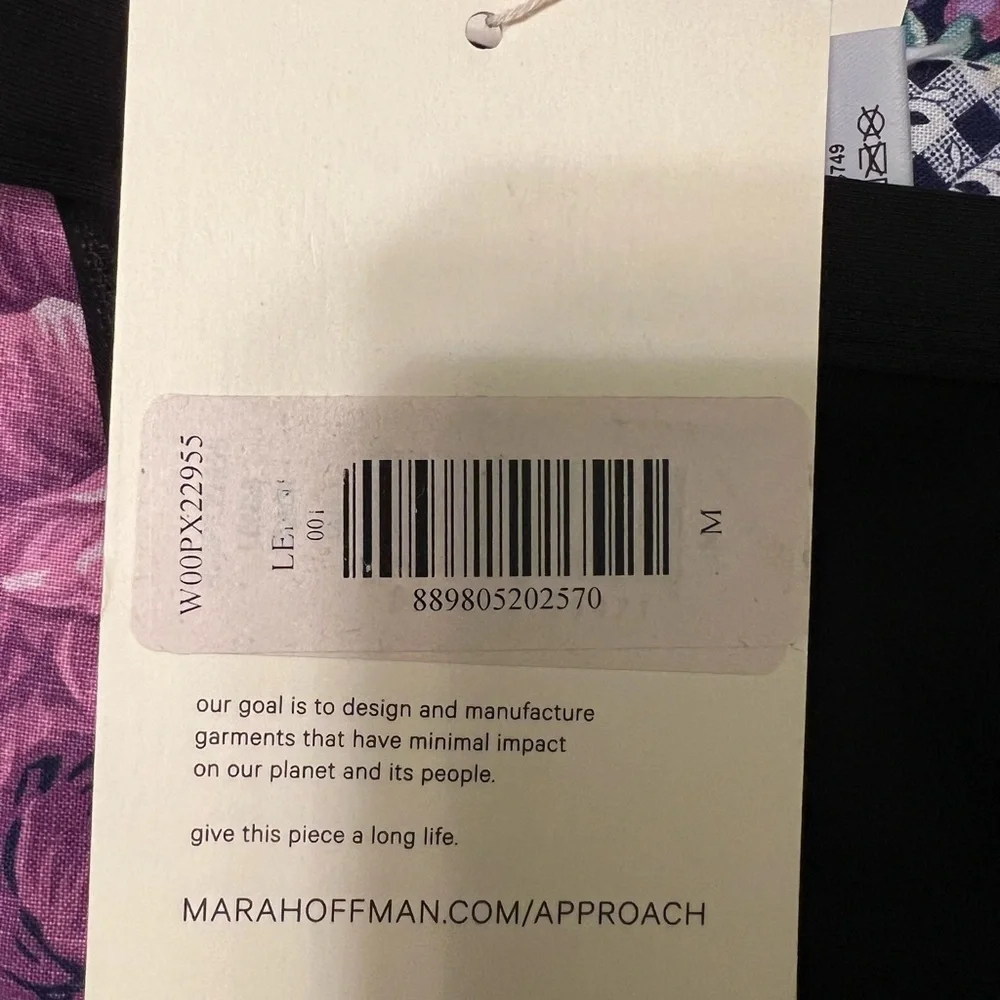 749
W00PX22955
001
M
889805202570
our goal is to design and manufacture
garments that have minimal impact
on our planet and its people.
give this piece a long life.
MARAHOFFMAN.COM/APPROACH